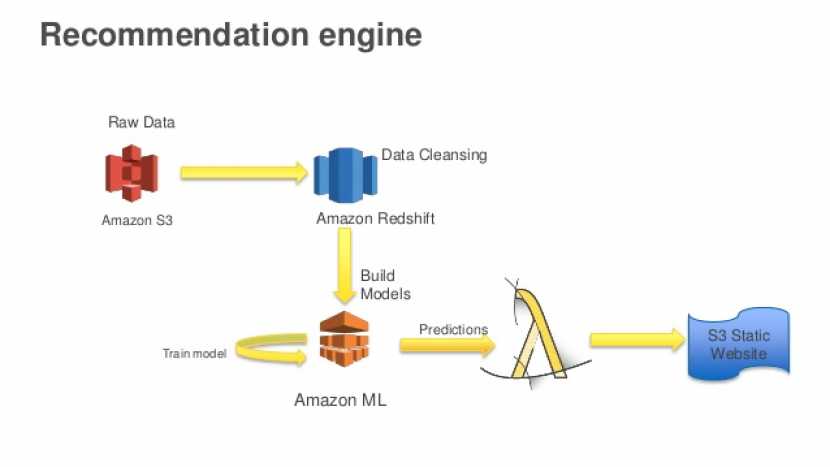 Recommendation engine
Raw Data
Data Cleansing
Amazon S3
Amazon Redshift
Build
Models
Predictions
S3 Static
Website
Train model
Amazon ML